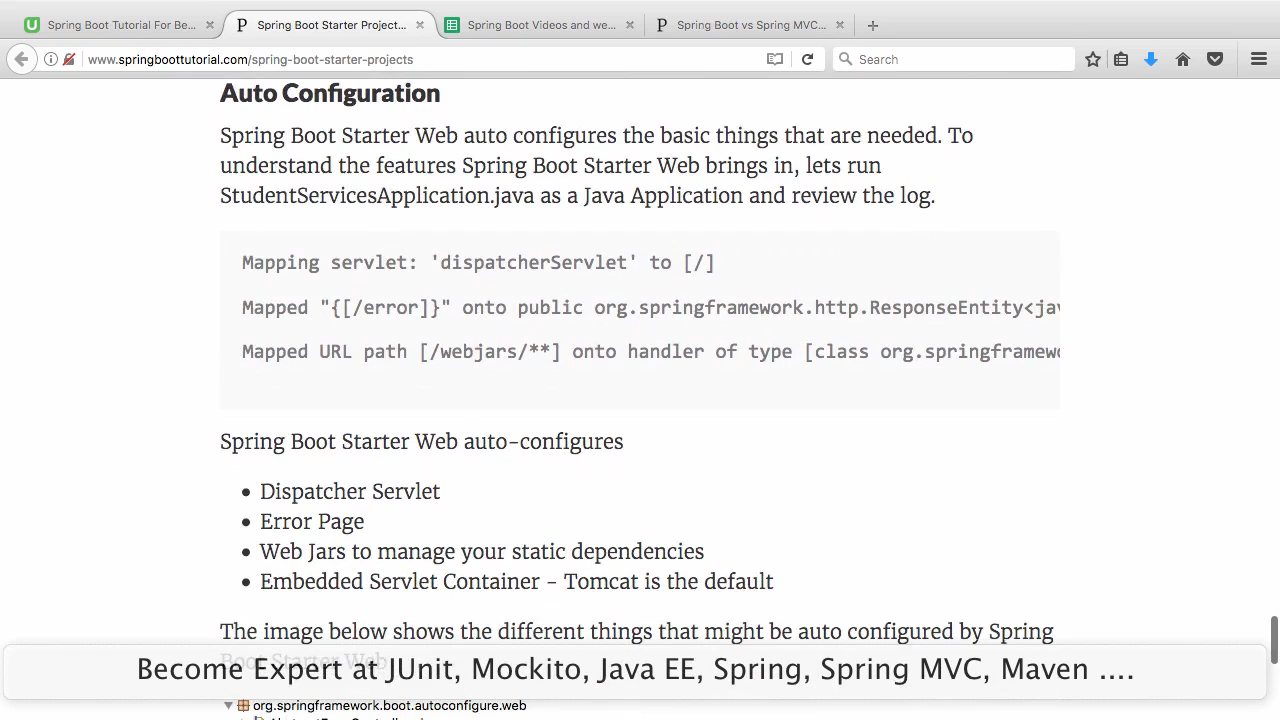 Spring Boot Tutorial For Be...
Spring Boot Starter Project...
Spring Boot Videos and we...
Spring Boot vs Spring MVC...
www.springboottutorial.com/spring-boot-starter-projects
Search
Auto Configuration
Spring Boot Starter Web auto configures the basic things that are needed. To
understand the features Spring Boot Starter Web brings in, lets run
StudentServicesApplication.java as a Java Application and review the log.
Mapping servlet: 'dispatcherServlet' to [/]
Mapped "{[/error]}" onto public org.springframework.http.ResponseEntity<jav
Mapped URL path [/webjars/**] onto handler of type [class org.springframewo
Spring Boot Starter Web auto-configures
• Dispatcher Servlet
• Error Page
• Web Jars to manage your static dependencies
• Embedded Servlet Container - Tomcat is the default
The image below shows the different things that might be auto configured by Spring
Boot Starter Web
Become Expert at JUnit, Mockito, Java EE, Spring, Spring MVC, Maven ....
org.springframework.boot.autoconfigure.web